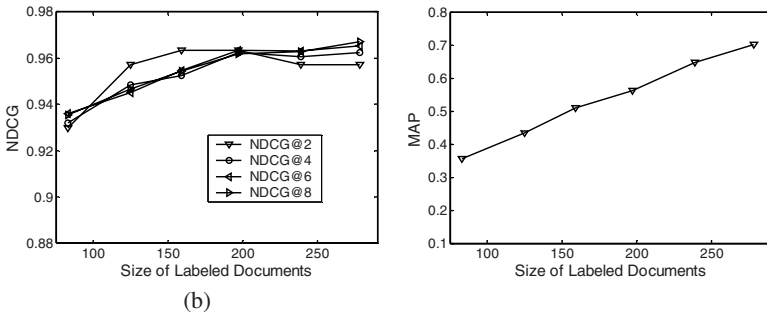 0.98
0.96
0.94
0.92
0.9
0.88
NDCG
NDCG@2
NDCG@4
NDCG@6
NDCG@8
100 150 200 250
Size of Labeled Documents
(b)
0.8
0.7
0.6
0.5
0.4
0.3
0.2
0.1
MAP
100 150 200 250
Size of Labeled Documents